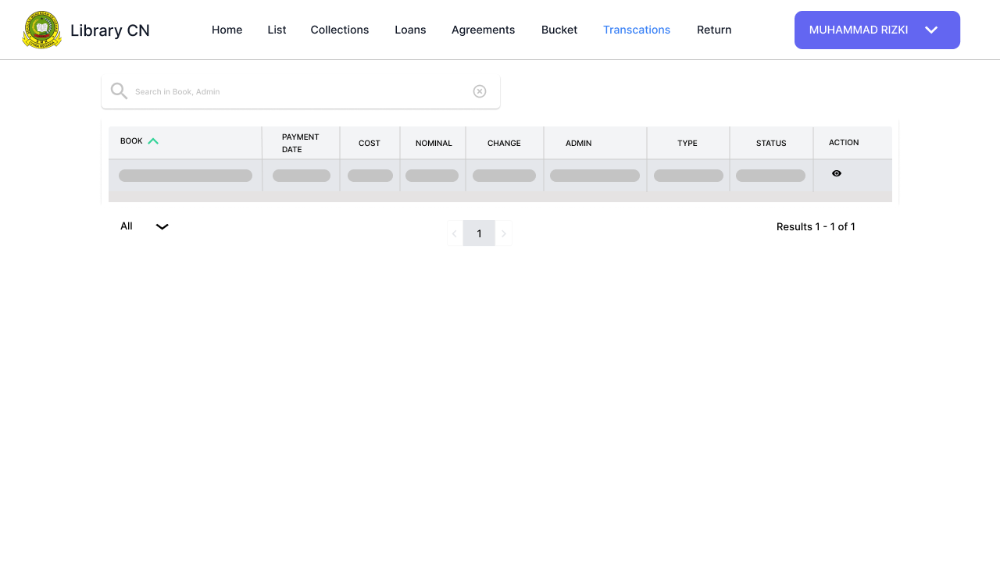 Library CN
Home List Collections Loans Agreements Bucket Transcations Return
MUHAMMAD RIZKI
Search in Book, Admin
BOOK PAYMENT DATE COST NOMINAL CHANGE ADMIN TYPE STATUS ACTION
All
1
Results 1 - 1 of 1